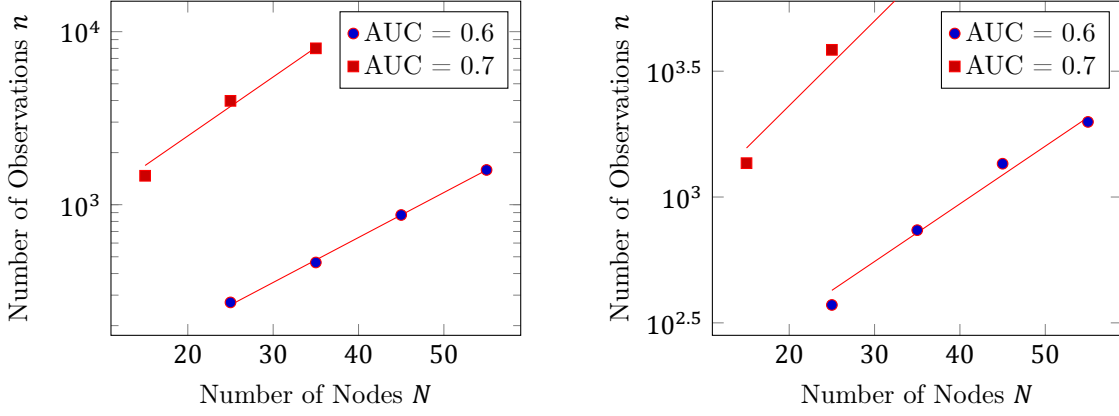 Number of Observations n
10^4
10^3
20 30 40 50
Number of Nodes N
AUC = 0.6
AUC = 0.7
Number of Observations n
10^3.5
10^3
10^2.5
20 30 40 50
Number of Nodes N
AUC = 0.6
AUC = 0.7